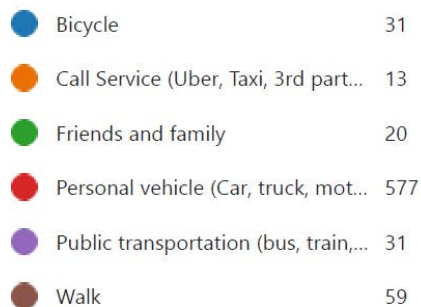 Bicycle 31
Call Service (Uber, Taxi, 3rd part... 13
Friends and family 20
Personal vehicle (Car, truck, mot... 577
Public transportation (bus, train,... 31
Walk 59